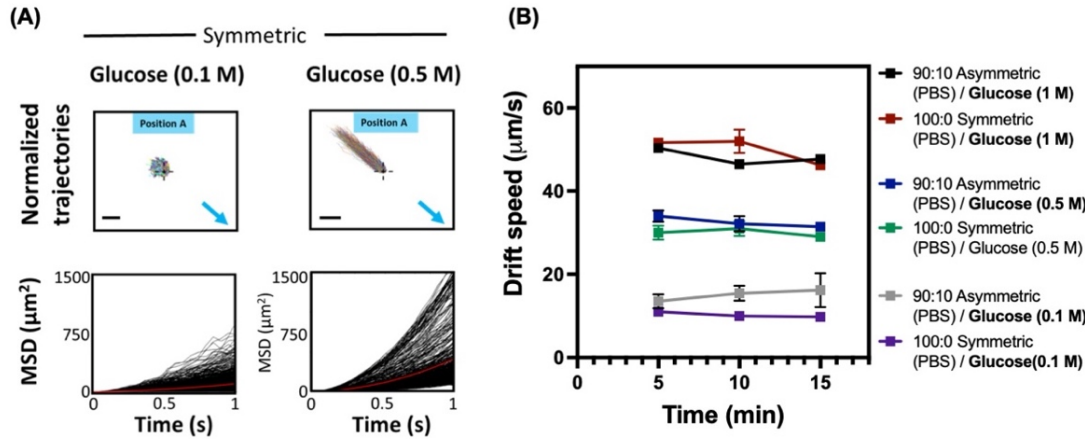 (A)
Symmetric
Glucose (0.1 M)
Glucose (0.5 M)
Normalized
trajectories
Position A
Position A
MSD (μm²)
1500
750
0
0
0.5
1
Time (s)
MSD (μm²)
1500
750
0
0
0.5
1
Time (s)
(B)
Drift speed (μm/s)
60
40
20
0
0
5
10
15
Time (min)
90:10 Asymmetric
(PBS) / Glucose (1 M)
100:0 Symmetric
(PBS) / Glucose (1 M)
90:10 Asymmetric
(PBS) / Glucose (0.5 M)
100:0 Symmetric
(PBS) / Glucose (0.5 M)
90:10 Asymmetric
(PBS) / Glucose (0.1 M)
100:0 Symmetric
(PBS) / Glucose(0.1 M)